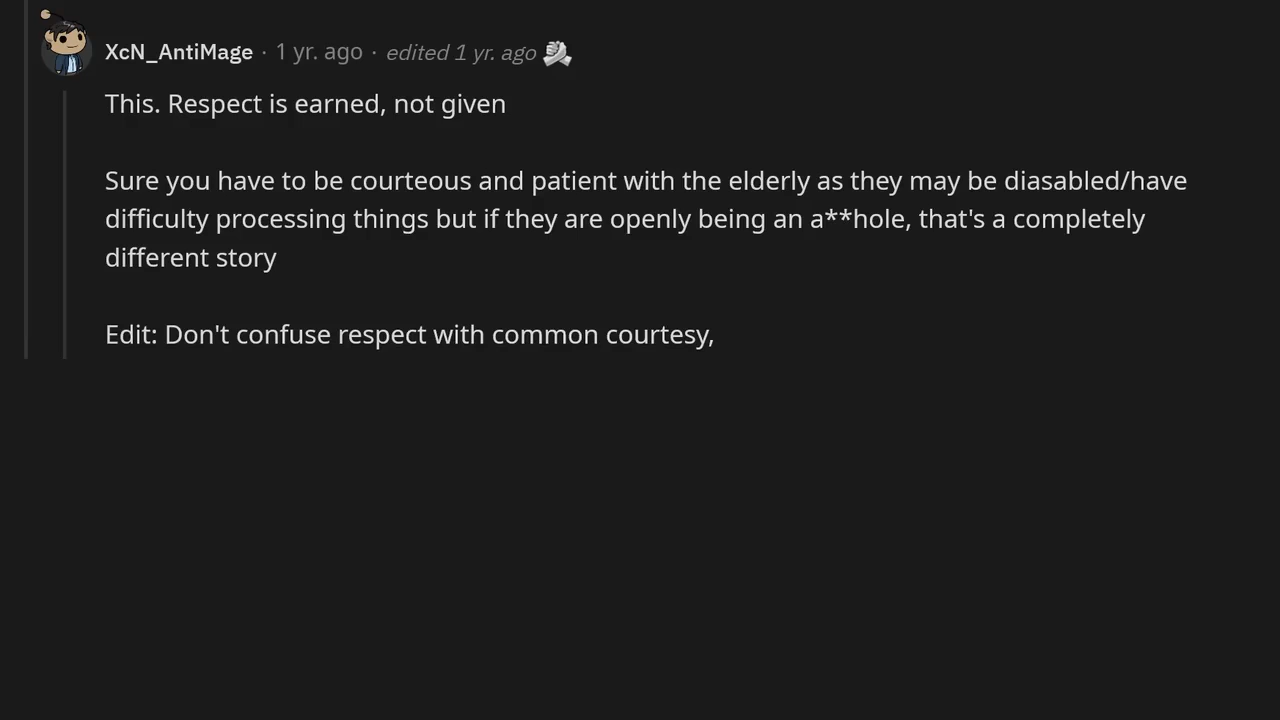 XcN_AntiMage · 1 yr. ago · edited 1 yr. ago
This. Respect is earned, not given
Sure you have to be courteous and patient with the elderly as they may be diasabled/have
difficulty processing things but if they are openly being an a**hole, that's a completely
different story
Edit: Don't confuse respect with common courtesy,